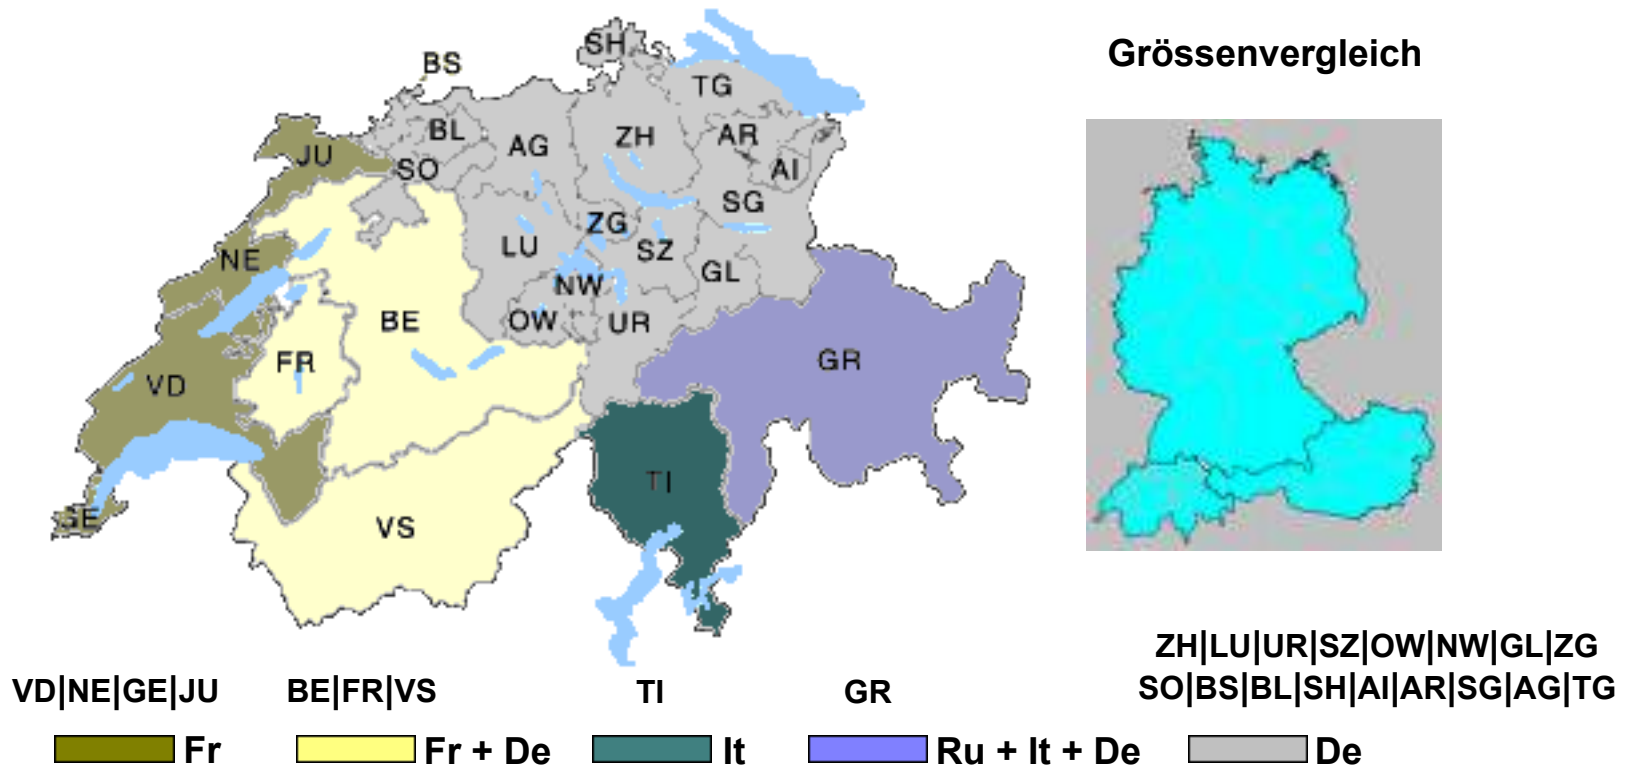 SH
BS
Grössenvergleich
TG
BL
AG
ZH
AR
JU
SO
AI
SG
ZG
LU
SZ
NE
GL
NW
BE
OW
UR
FR
GR
VD
TI
GE
VS
ZH|LU|UR|SZ|OW|NW|GL|ZG
VD|NE|GE|JU BE|FR|VS TI GR SO|BS|BL|SH|AI|AR|SG|AG|TG
Fr Fr + De It Ru + It + De De